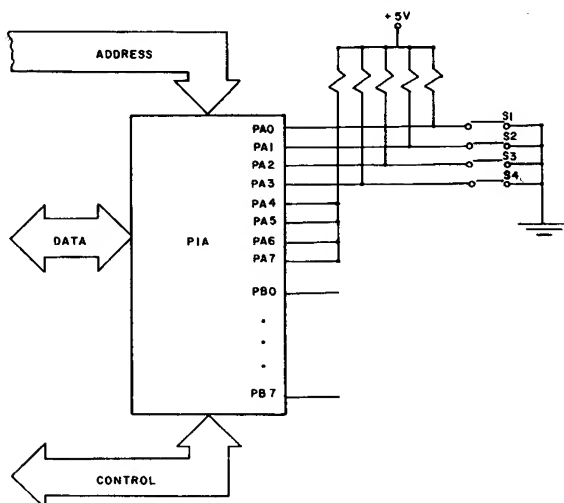 +5V
ADDRESS
PA0
S1
PA1
S2
PA2
S3
PA3
S4
PA4
PA5
DATA
PIA
PA6
PA7
PB0
PB7
CONTROL